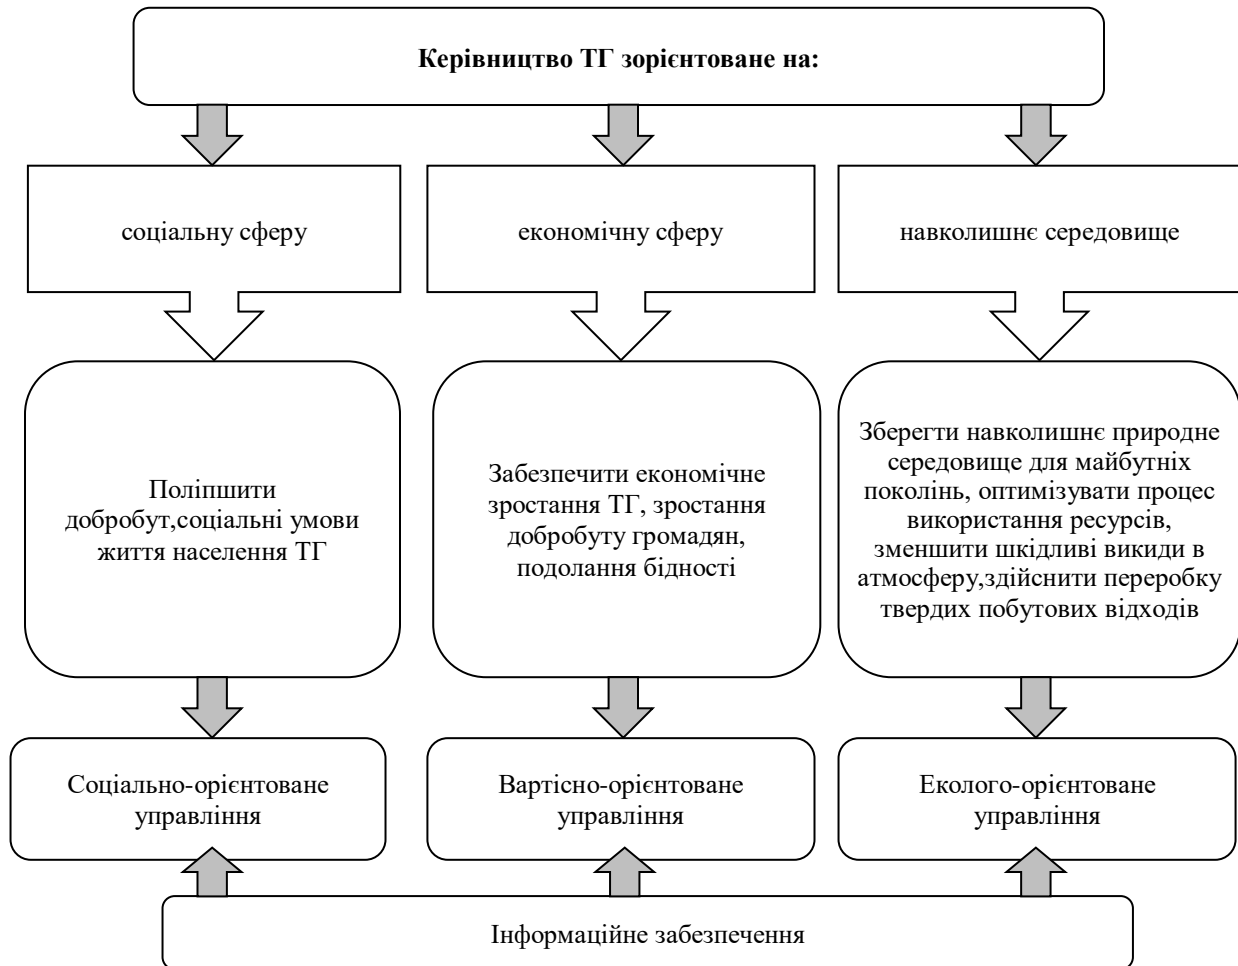 Керівництво ТГ зорієнтоване на:
соціальну сферу
економічну сферу
навколишнє середовище
Поліпшити
добробут,соціальні умови
життя населення ТГ
Забезпечити економічне
зростання ТГ, зростання
добробуту громадян,
подолання бідності
Зберегти навколишнє природне
середовище для майбутніх
поколінь, оптимізувати процес
використання ресурсів,
зменшити шкідливі викиди в
атмосферу,здійснити переробку
твердих побутових відходів
Соціально-орієнтоване
управління
Вартісно-орієнтоване
управління
Еколого-орієнтоване
управління
Інформаційне забезпечення